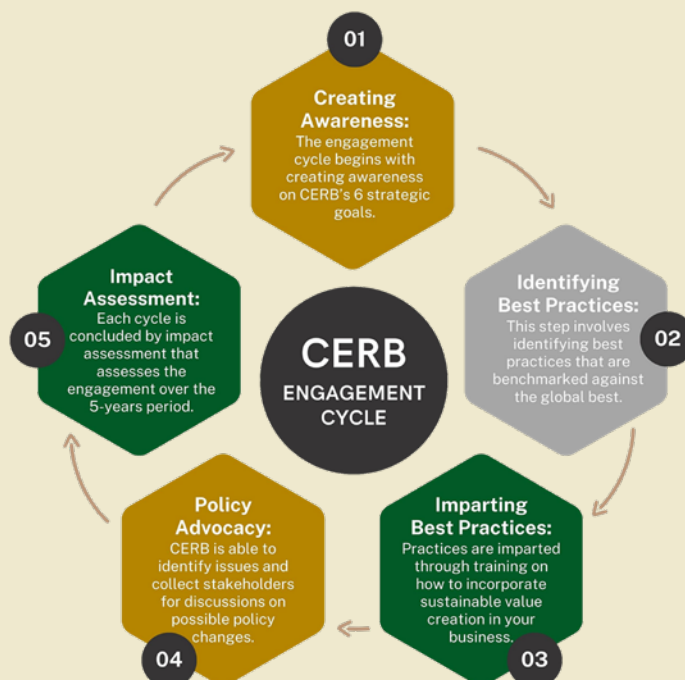 01
Creating
Awareness:
The engagement
cycle begins with
creating awareness
on CERB's 6 strategic
goals.
Identifying
Best Practices:
This step involves
identifying best
practices that are
benchmarked against
the global best.
02
Imparting
Best Practices:
Practices are imparted
through training on
how to incorporate
sustainable value
creation in your
business.
03
Policy
Advocacy:
CERB is able to
identify issues and
collect stakeholders
for discussions on
possible policy
changes.
04
Impact
Assessment:
Each cycle is
concluded by impact
assessment that
assesses the
engagement over the
5-years period.
05
CERB
ENGAGEMENT
CYCLE